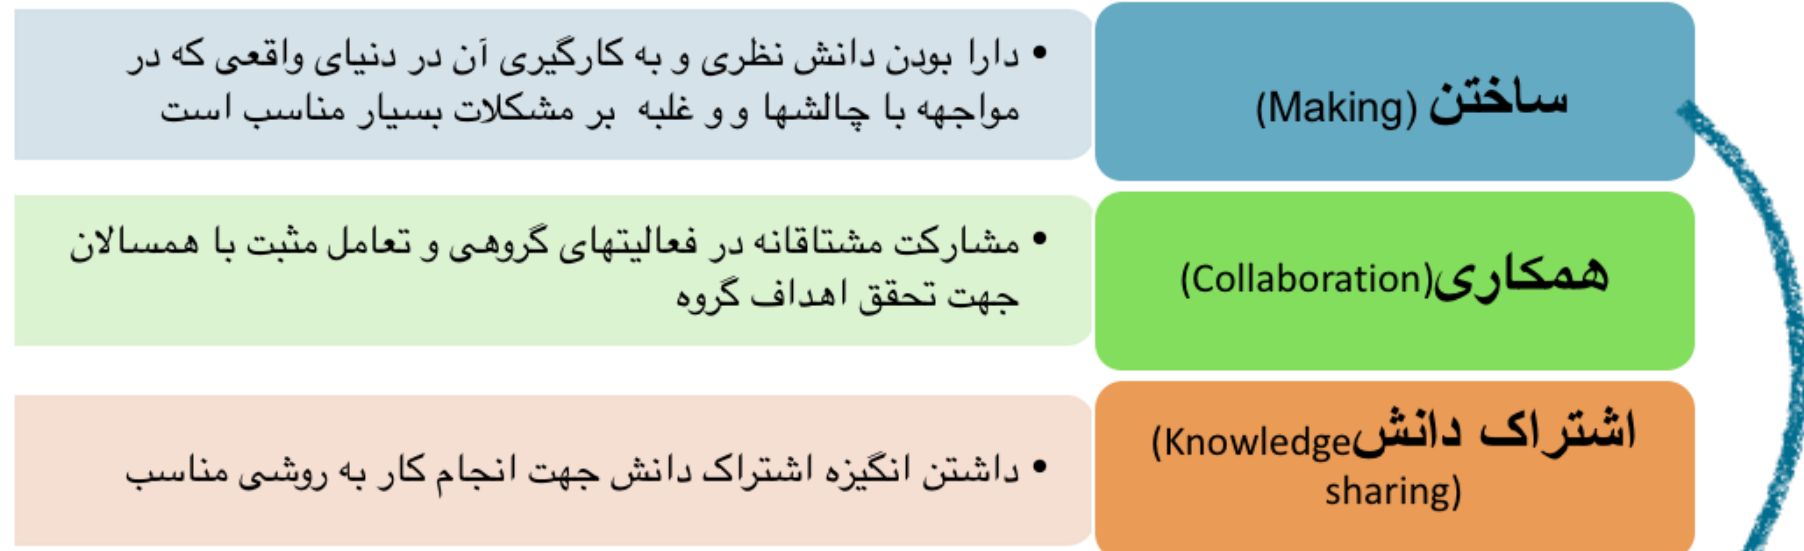 ساختن (Making)
• دارا بودن دانش نظری و به کارگیری آن در دنیای واقعی که در
مواجهه با چالشها و و غلبه بر مشکلات بسیار مناسب است
همکاری(Collaboration)
• مشارکت مشتاقانه در فعالیتهای گروهی و تعامل مثبت با همسالان
جهت تحقق اهداف گروه
اشتراک دانش(Knowledge
sharing)
• داشتن انگیزه اشتراک دانش جهت انجام کار به روشی مناسب